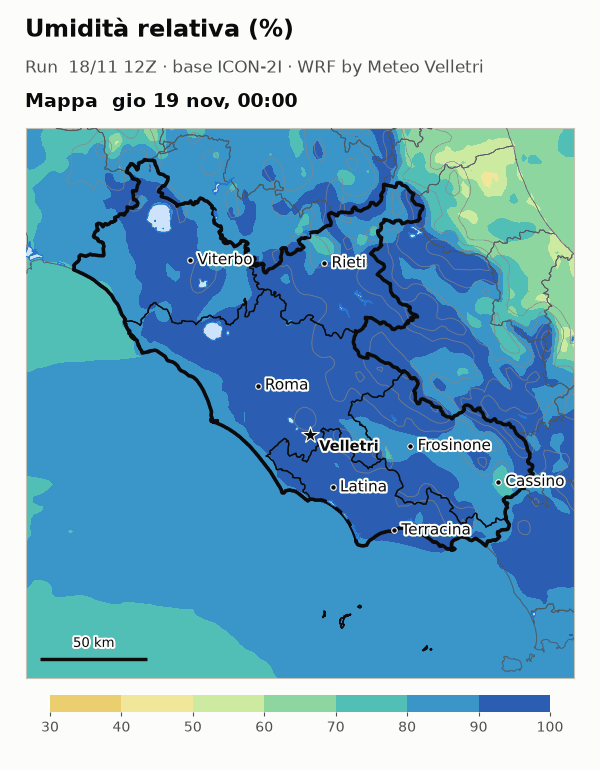 Umidità relativa (%)
Run  18/11 12Z · base ICON-2I · WRF by Meteo Velletri
Mappa  gio 19 nov, 00:00
Viterbo
Rieti
Roma
Velletri
Frosinone
Cassino
Latina
Terracina
50 km
30 40 50 60 70 80 90 100